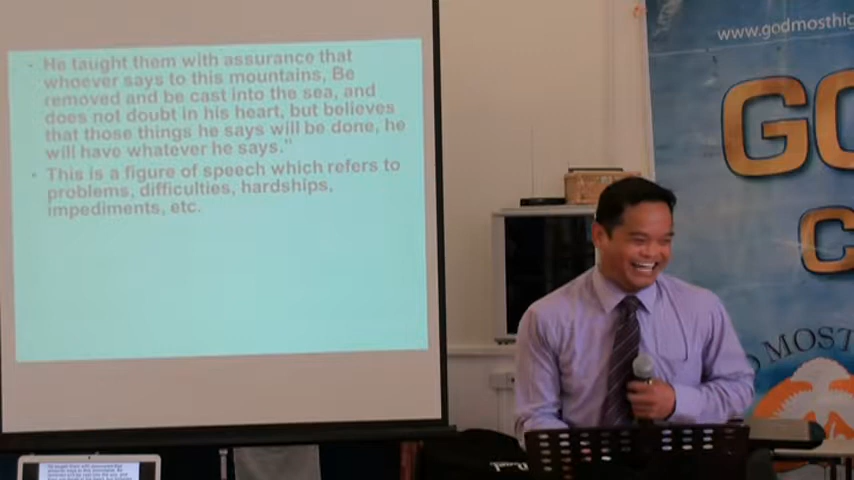 • He taught them with assurance that
whoever says to this mountains, Be
removed and be cast into the sea, and
does not doubt in his heart, but believes
that those things he says will be done, he
will have whatever he says."
• This is a figure of speech which refers to
problems, difficulties, hardships,
impediments, etc.
www.godmosthig
GO
C
MOST